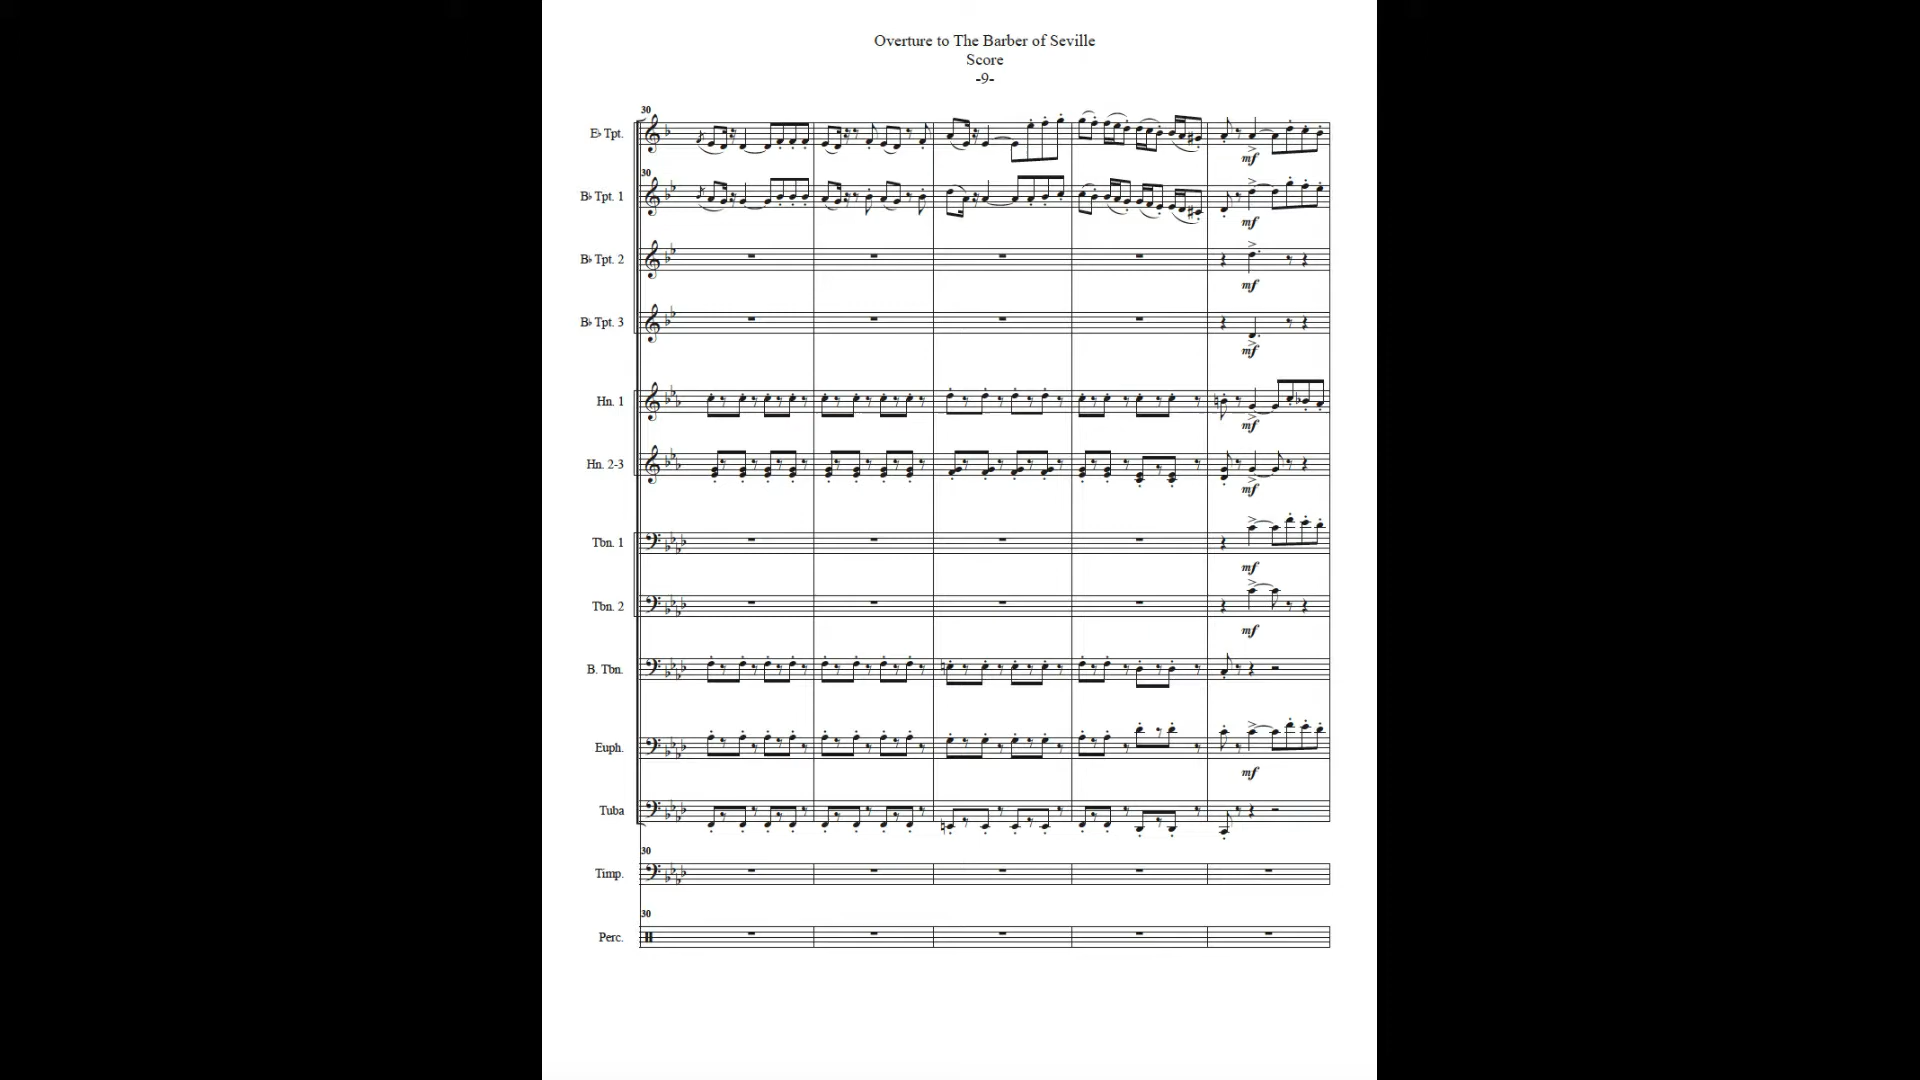 Overture to The Barber of Seville
Score
-9-
30
E♭ Tpt.
30
B♭ Tpt. 1
mf
B♭ Tpt. 2
mf
B♭ Tpt. 3
mf
Hn. 1
mf
Hn. 2-3
mf
Tbn. 1
mf
Tbn. 2
mf
B. Tbn.
Euph.
mf
Tuba
30
Timp.
30
Perc.
mf